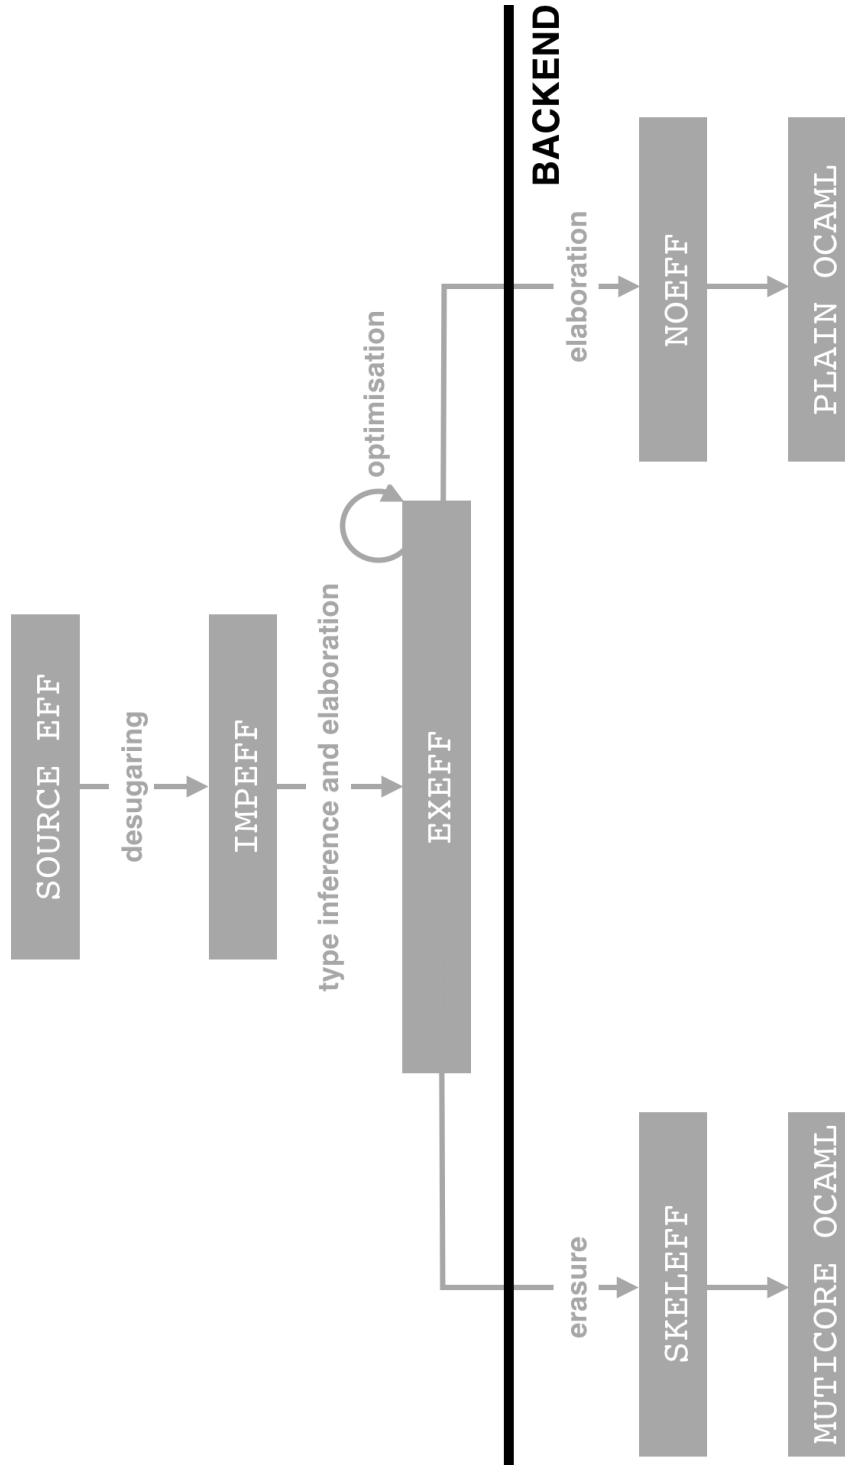 SOURCE EFF
desugaring
IMPEFF
type inference and elaboration
optimisation
EXEFF
BACKEND
erasure
elaboration
SKELEFF
NOEFF
MUTICORE OCAML
PLAIN OCAML